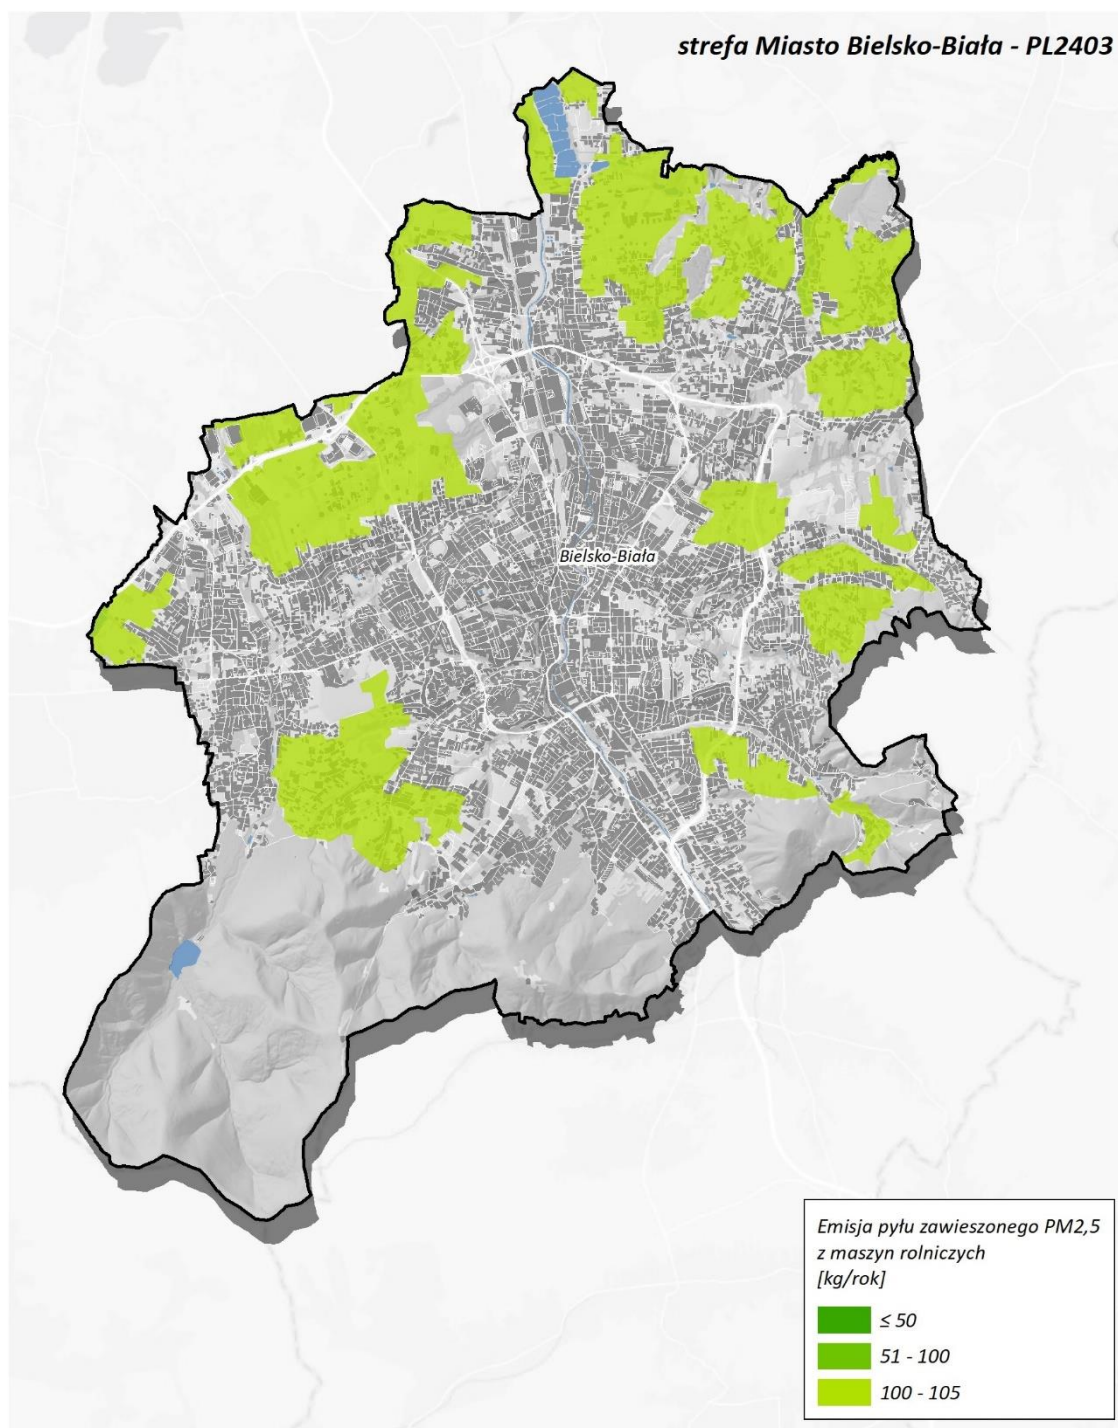 strefa Miasto Bielsko-Biała - PL2403
Bielsko-Biała
Emisja pyłu zawieszonego PM2,5
z maszyn rolniczych
[kg/rok]
≤ 50
51 - 100
100 - 105